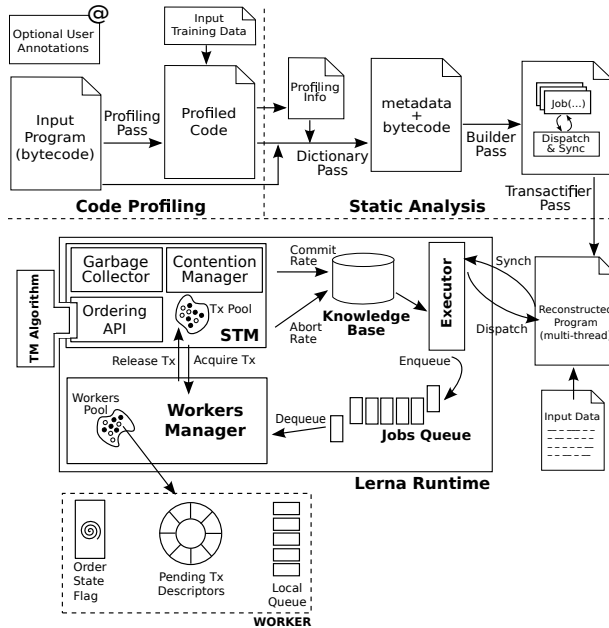 @
Optional User
Annotations
Input
Training Data
Input
Program
(bytecode)
Profiling
Pass
Profiled
Code
Profiling
Info
Dictionary
Pass
metadata
+
bytecode
Builder
Pass
Job(...)
Dispatch
& Sync
Transactifier
Pass
Code Profiling
Static Analysis
TM Algorithm
Garbage
Collector
Contention
Manager
Ordering
API
Tx Pool
STM
Commit
Rate
Abort
Rate
Knowledge
Base
Executor
Synch
Dispatch
Reconstructed
Program
(multi-thread)
Release Tx
Acquire Tx
Enqueue
Workers
Pool
Workers
Manager
Dequeue
Jobs Queue
Input Data
Lerna Runtime
Order
State
Flag
Pending Tx
Descriptors
Local
Queue
WORKER